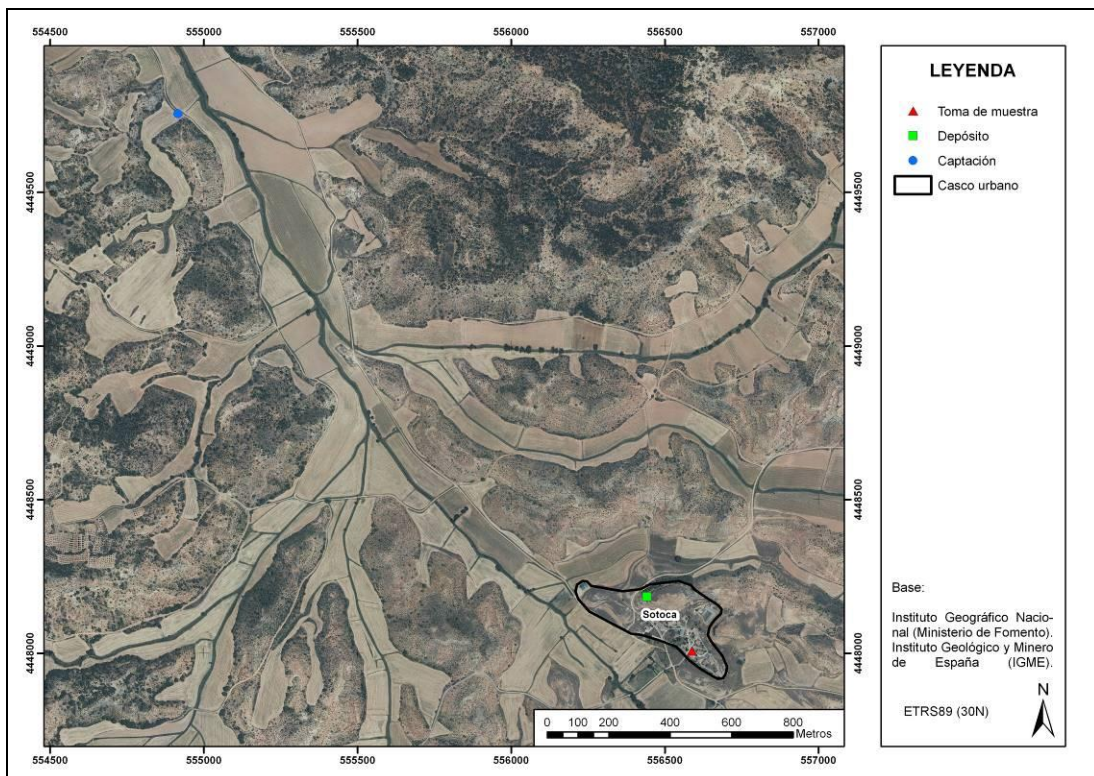 554500 555000 555500 556000 556500 557000
4449500
4449000
4448500
4448000
4449500
4449000
4448500
4448000
Sotoca
0 100 200 400 600 800
Metros
554500 555000 555500 556000 556500 557000
LEYENDA
Toma de muestra
Depósito
Captación
Casco urbano
Base:
Instituto Geográfico Nacio-
nal (Ministerio de Fomento).
Instituto Geológico y Minero
de España (IGME).
ETRS89 (30N)
N